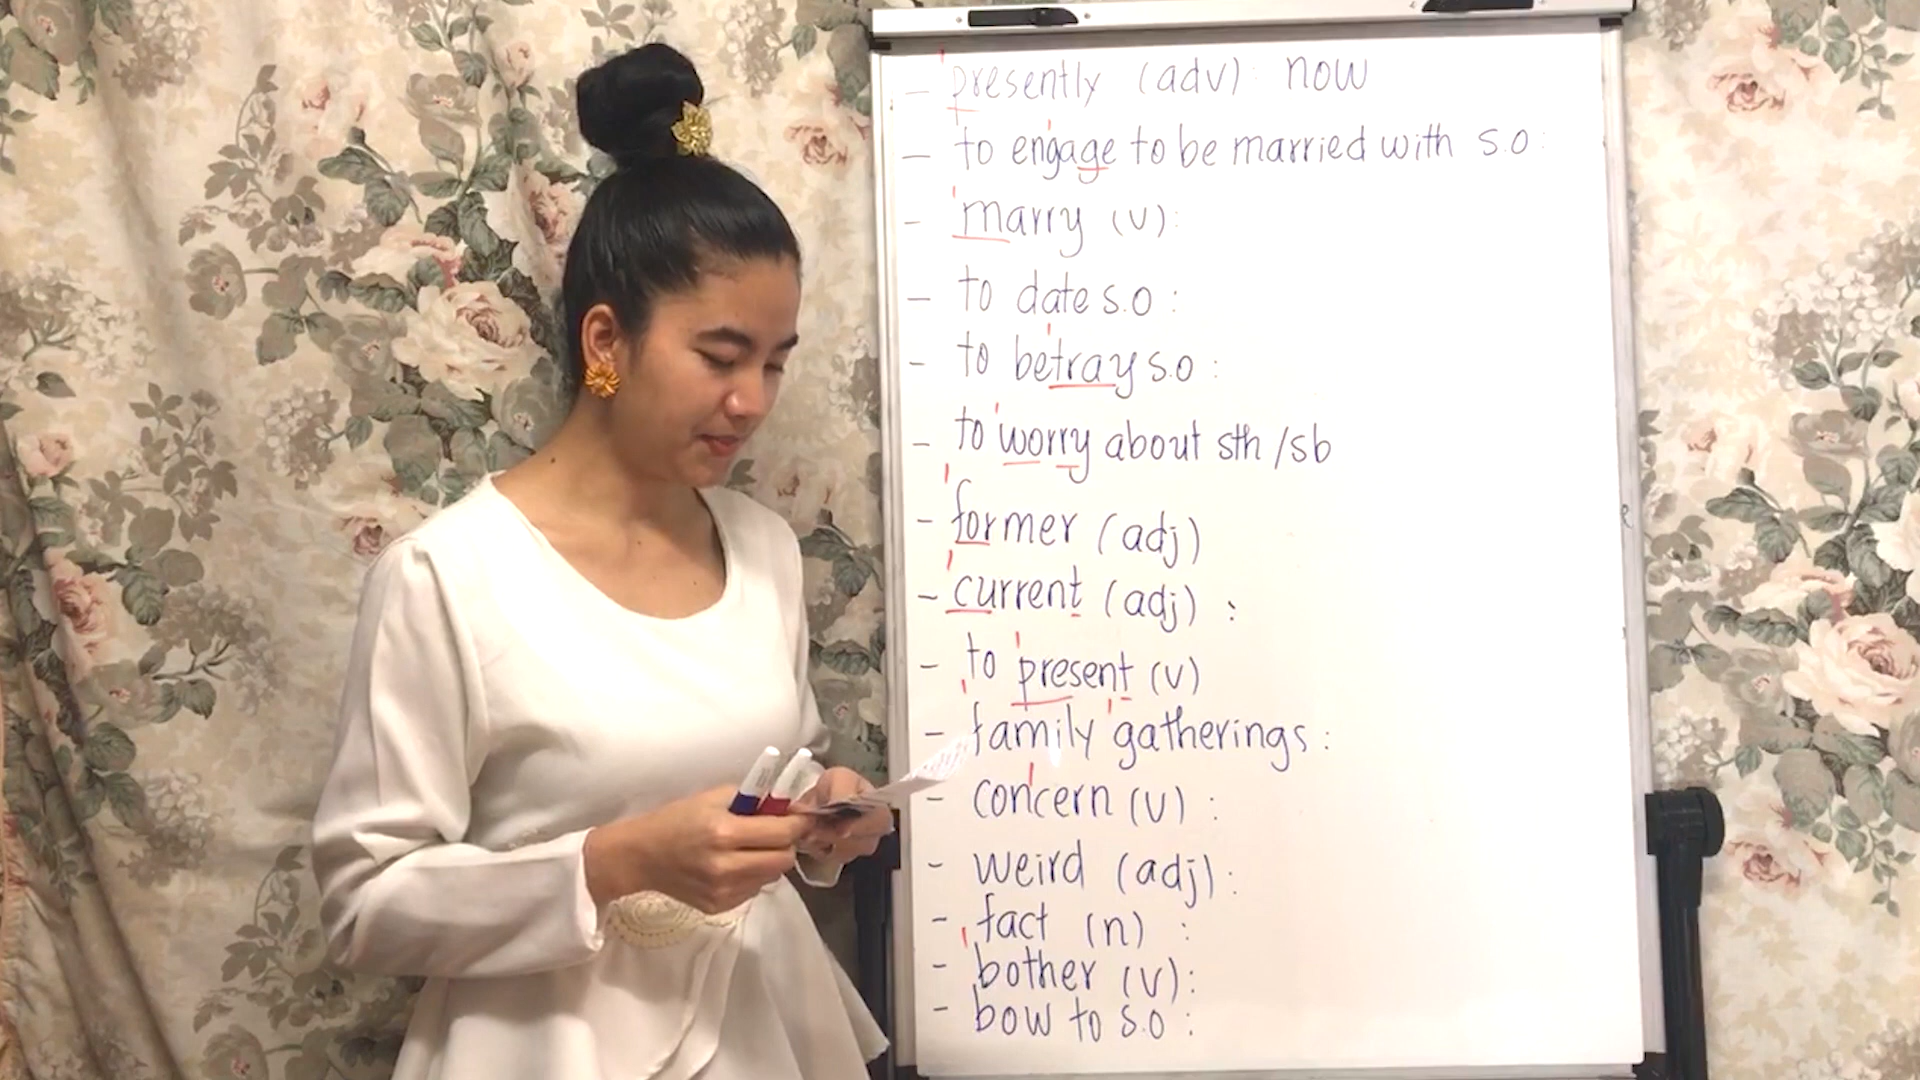 - presently (adv): now
- to engage to be married with s.o:
- marry (v):
- to date s.o:
- to betray s.o:
- to worry about sth/sb
- former (adj)
- current (adj):
- to present (v)
- family gatherings:
- concern (v):
- weird (adj):
- fact (n):
- bother (v):
- bow to s.o: